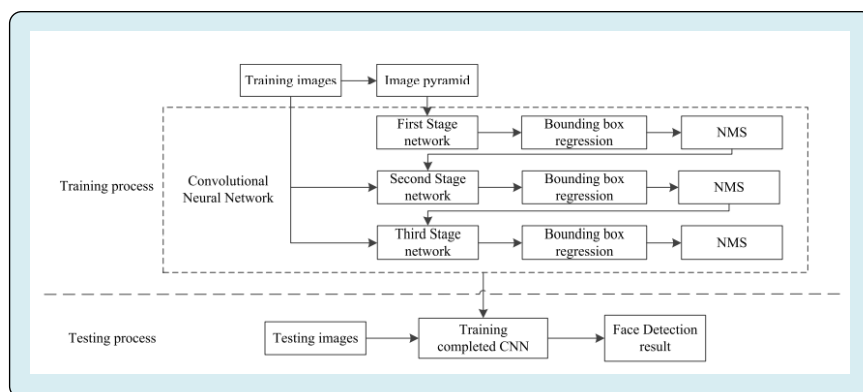 Training images
Image pyramid
First Stage
network
Bounding box
regression
NMS
Training process
Convolutional
Neural Network
Second Stage
network
Bounding box
regression
NMS
Third Stage
network
Bounding box
regression
NMS
Testing process
Testing images
Training
completed CNN
Face Detection
result